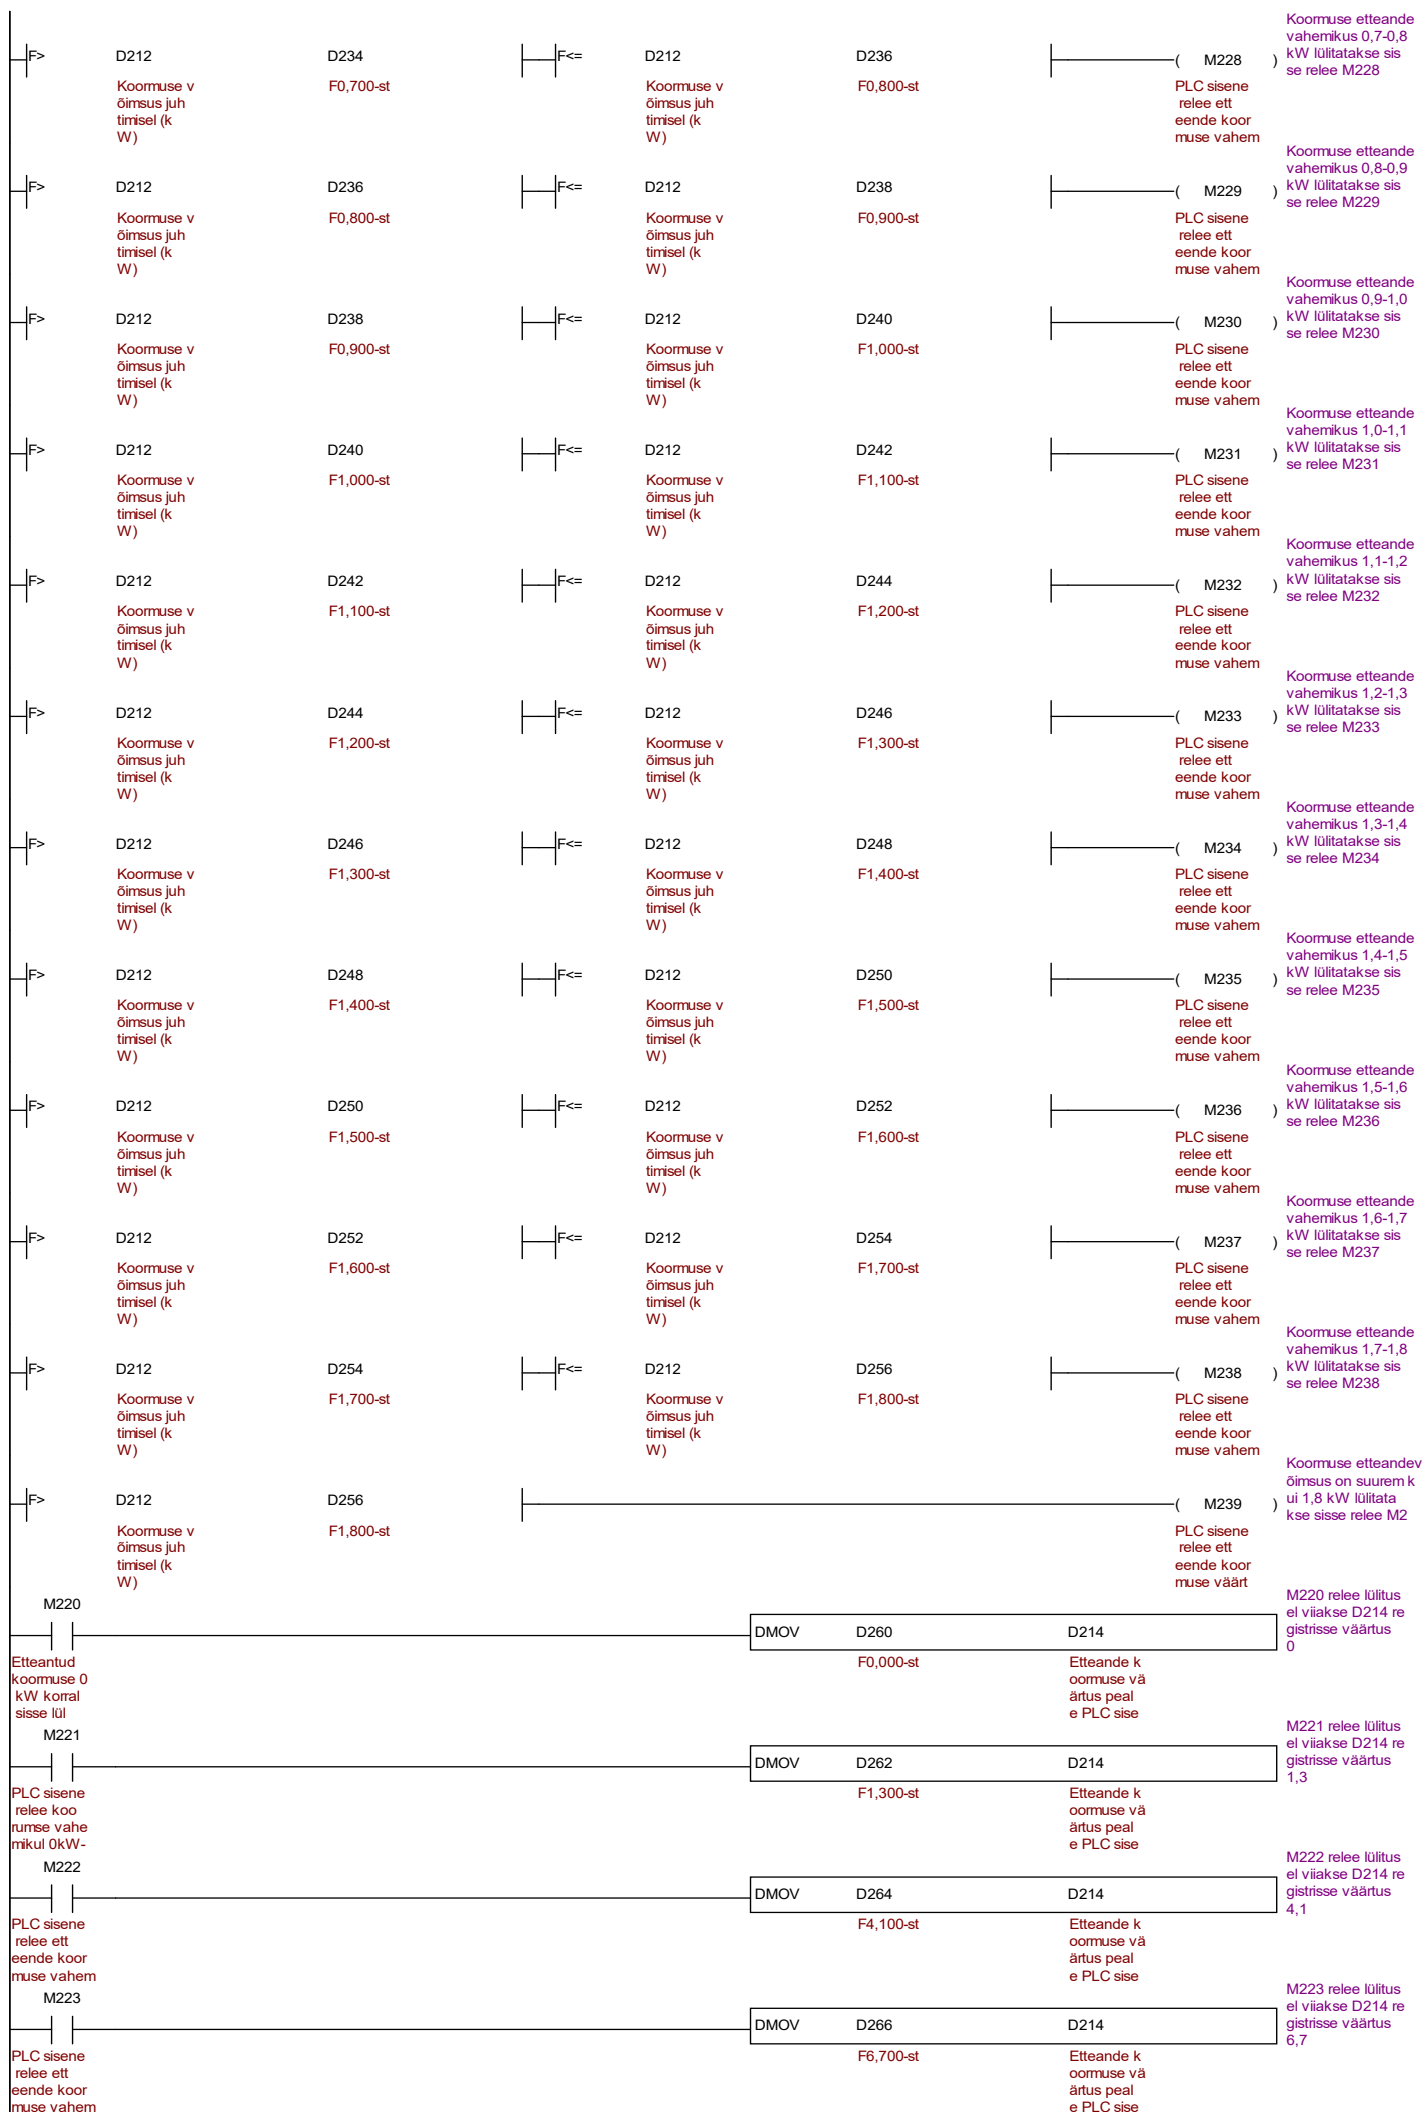 Koormuse etteande
vahemikus 0,7-0,8
kW lülitatakse sis
se relee M228
F> D212 D234 F<= D212 D236 ( M228 )
Koormuse v
õimsus juh
timisel (k
W)
F0,700-st
Koormuse v
õimsus juh
timisel (k
W)
F0,800-st
PLC sisene
relee ett
eende koor
muse vahem
Koormuse etteande
vahemikus 0,8-0,9
kW lülitatakse sis
se relee M229
F> D212 D236 F<= D212 D238 ( M229 )
Koormuse v
õimsus juh
timisel (k
W)
F0,800-st
Koormuse v
õimsus juh
timisel (k
W)
F0,900-st
PLC sisene
relee ett
eende koor
muse vahem
Koormuse etteande
vahemikus 0,9-1,0
kW lülitatakse sis
se relee M230
F> D212 D238 F<= D212 D240 ( M230 )
Koormuse v
õimsus juh
timisel (k
W)
F0,900-st
Koormuse v
õimsus juh
timisel (k
W)
F1,000-st
PLC sisene
relee ett
eende koor
muse vahem
Koormuse etteande
vahemikus 1,0-1,1
kW lülitatakse sis
se relee M231
F> D212 D240 F<= D212 D242 ( M231 )
Koormuse v
õimsus juh
timisel (k
W)
F1,000-st
Koormuse v
õimsus juh
timisel (k
W)
F1,100-st
PLC sisene
relee ett
eende koor
muse vahem
Koormuse etteande
vahemikus 1,1-1,2
kW lülitatakse sis
se relee M232
F> D212 D242 F<= D212 D244 ( M232 )
Koormuse v
õimsus juh
timisel (k
W)
F1,100-st
Koormuse v
õimsus juh
timisel (k
W)
F1,200-st
PLC sisene
relee ett
eende koor
muse vahem
Koormuse etteande
vahemikus 1,2-1,3
kW lülitatakse sis
se relee M233
F> D212 D244 F<= D212 D246 ( M233 )
Koormuse v
õimsus juh
timisel (k
W)
F1,200-st
Koormuse v
õimsus juh
timisel (k
W)
F1,300-st
PLC sisene
relee ett
eende koor
muse vahem
Koormuse etteande
vahemikus 1,3-1,4
kW lülitatakse sis
se relee M234
F> D212 D246 F<= D212 D248 ( M234 )
Koormuse v
õimsus juh
timisel (k
W)
F1,300-st
Koormuse v
õimsus juh
timisel (k
W)
F1,400-st
PLC sisene
relee ett
eende koor
muse vahem
Koormuse etteande
vahemikus 1,4-1,5
kW lülitatakse sis
se relee M235
F> D212 D248 F<= D212 D250 ( M235 )
Koormuse v
õimsus juh
timisel (k
W)
F1,400-st
Koormuse v
õimsus juh
timisel (k
W)
F1,500-st
PLC sisene
relee ett
eende koor
muse vahem
Koormuse etteande
vahemikus 1,5-1,6
kW lülitatakse sis
se relee M236
F> D212 D250 F<= D212 D252 ( M236 )
Koormuse v
õimsus juh
timisel (k
W)
F1,500-st
Koormuse v
õimsus juh
timisel (k
W)
F1,600-st
PLC sisene
relee ett
eende koor
muse vahem
Koormuse etteande
vahemikus 1,6-1,7
kW lülitatakse sis
se relee M237
F> D212 D252 F<= D212 D254 ( M237 )
Koormuse v
õimsus juh
timisel (k
W)
F1,600-st
Koormuse v
õimsus juh
timisel (k
W)
F1,700-st
PLC sisene
relee ett
eende koor
muse vahem
Koormuse etteande
vahemikus 1,7-1,8
kW lülitatakse sis
se relee M238
F> D212 D254 F<= D212 D256 ( M238 )
Koormuse v
õimsus juh
timisel (k
W)
F1,700-st
Koormuse v
õimsus juh
timisel (k
W)
F1,800-st
PLC sisene
relee ett
eende koor
muse vahem
Koormuse etteandev
õimsus on suurem k
ui 1,8 kW lülitata
kse sisse relee M2
F> D212 D256 ( M239 )
Koormuse v
õimsus juh
timisel (k
W)
F1,800-st
PLC sisene
relee ett
eende koor
muse väärt
M220 relee lülitus
el viiakse D214 re
gistrisse väärtus
0
M220
DMOV D260 D214
Etteantud
koormuse 0
kW korral
sisse lül
F0,000-st
Etteande k
oormuse vä
ärtus peal
e PLC sise
M221 relee lülitus
el viiakse D214 re
gistrisse väärtus
1,3
M221
DMOV D262 D214
PLC sisene
relee koo
rumse vahe
mikul 0kW-
F1,300-st
Etteande k
oormuse vä
ärtus peal
e PLC sise
M222 relee lülitus
el viiakse D214 re
gistrisse väärtus
4,1
M222
DMOV D264 D214
PLC sisene
relee ett
eende koor
muse vahem
F4,100-st
Etteande k
oormuse vä
ärtus peal
e PLC sise
M223 relee lülitus
el viiakse D214 re
gistrisse väärtus
6,7
M223
DMOV D266 D214
PLC sisene
relee ett
eende koor
muse vahem
F6,700-st
Etteande k
oormuse vä
ärtus peal
e PLC sise